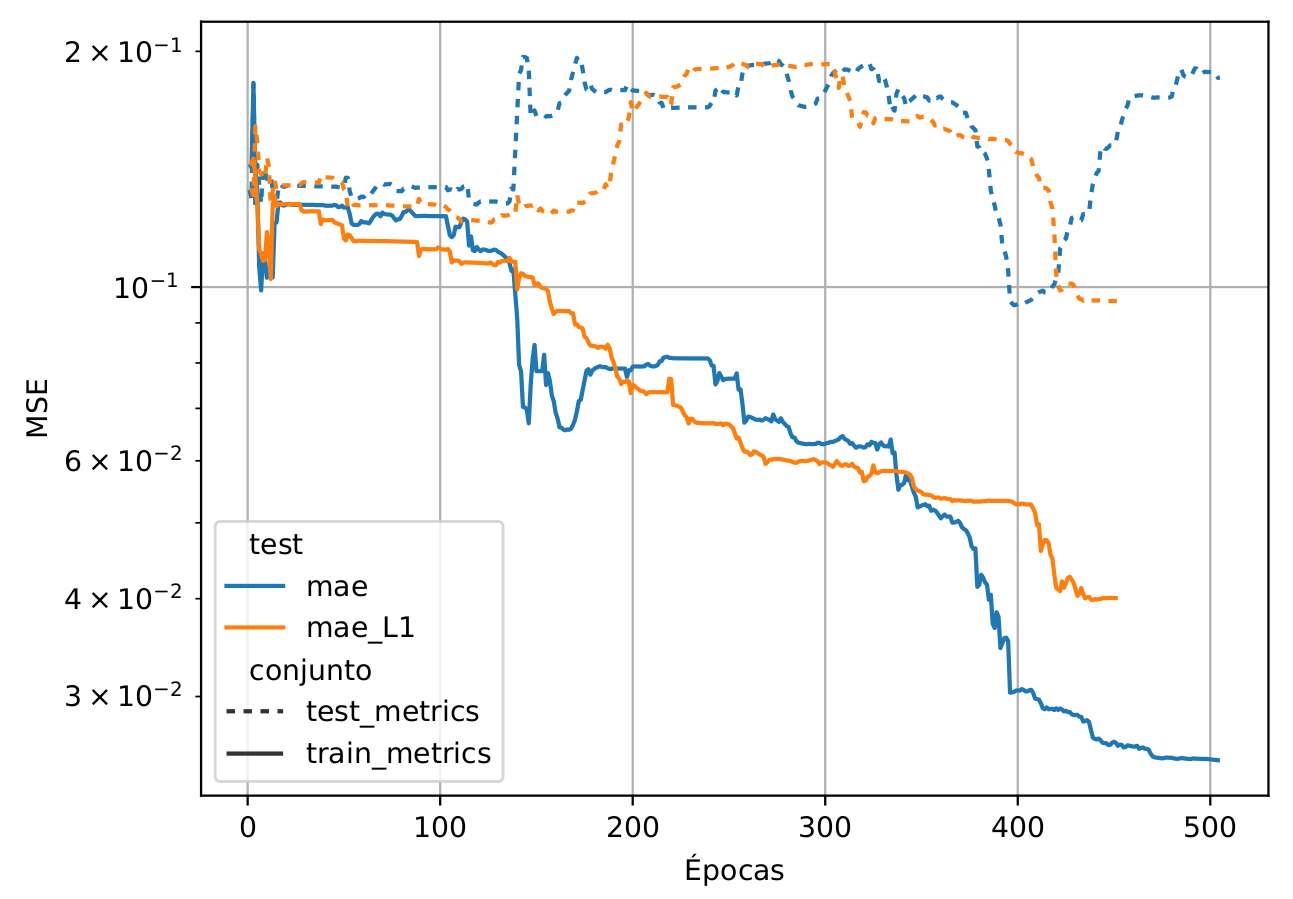 2 × 10⁻¹
10⁻¹
6 × 10⁻²
4 × 10⁻²
3 × 10⁻²
MSE
test
mae
mae_L1
conjunto
test_metrics
train_metrics
0 100 200 300 400 500
Épocas